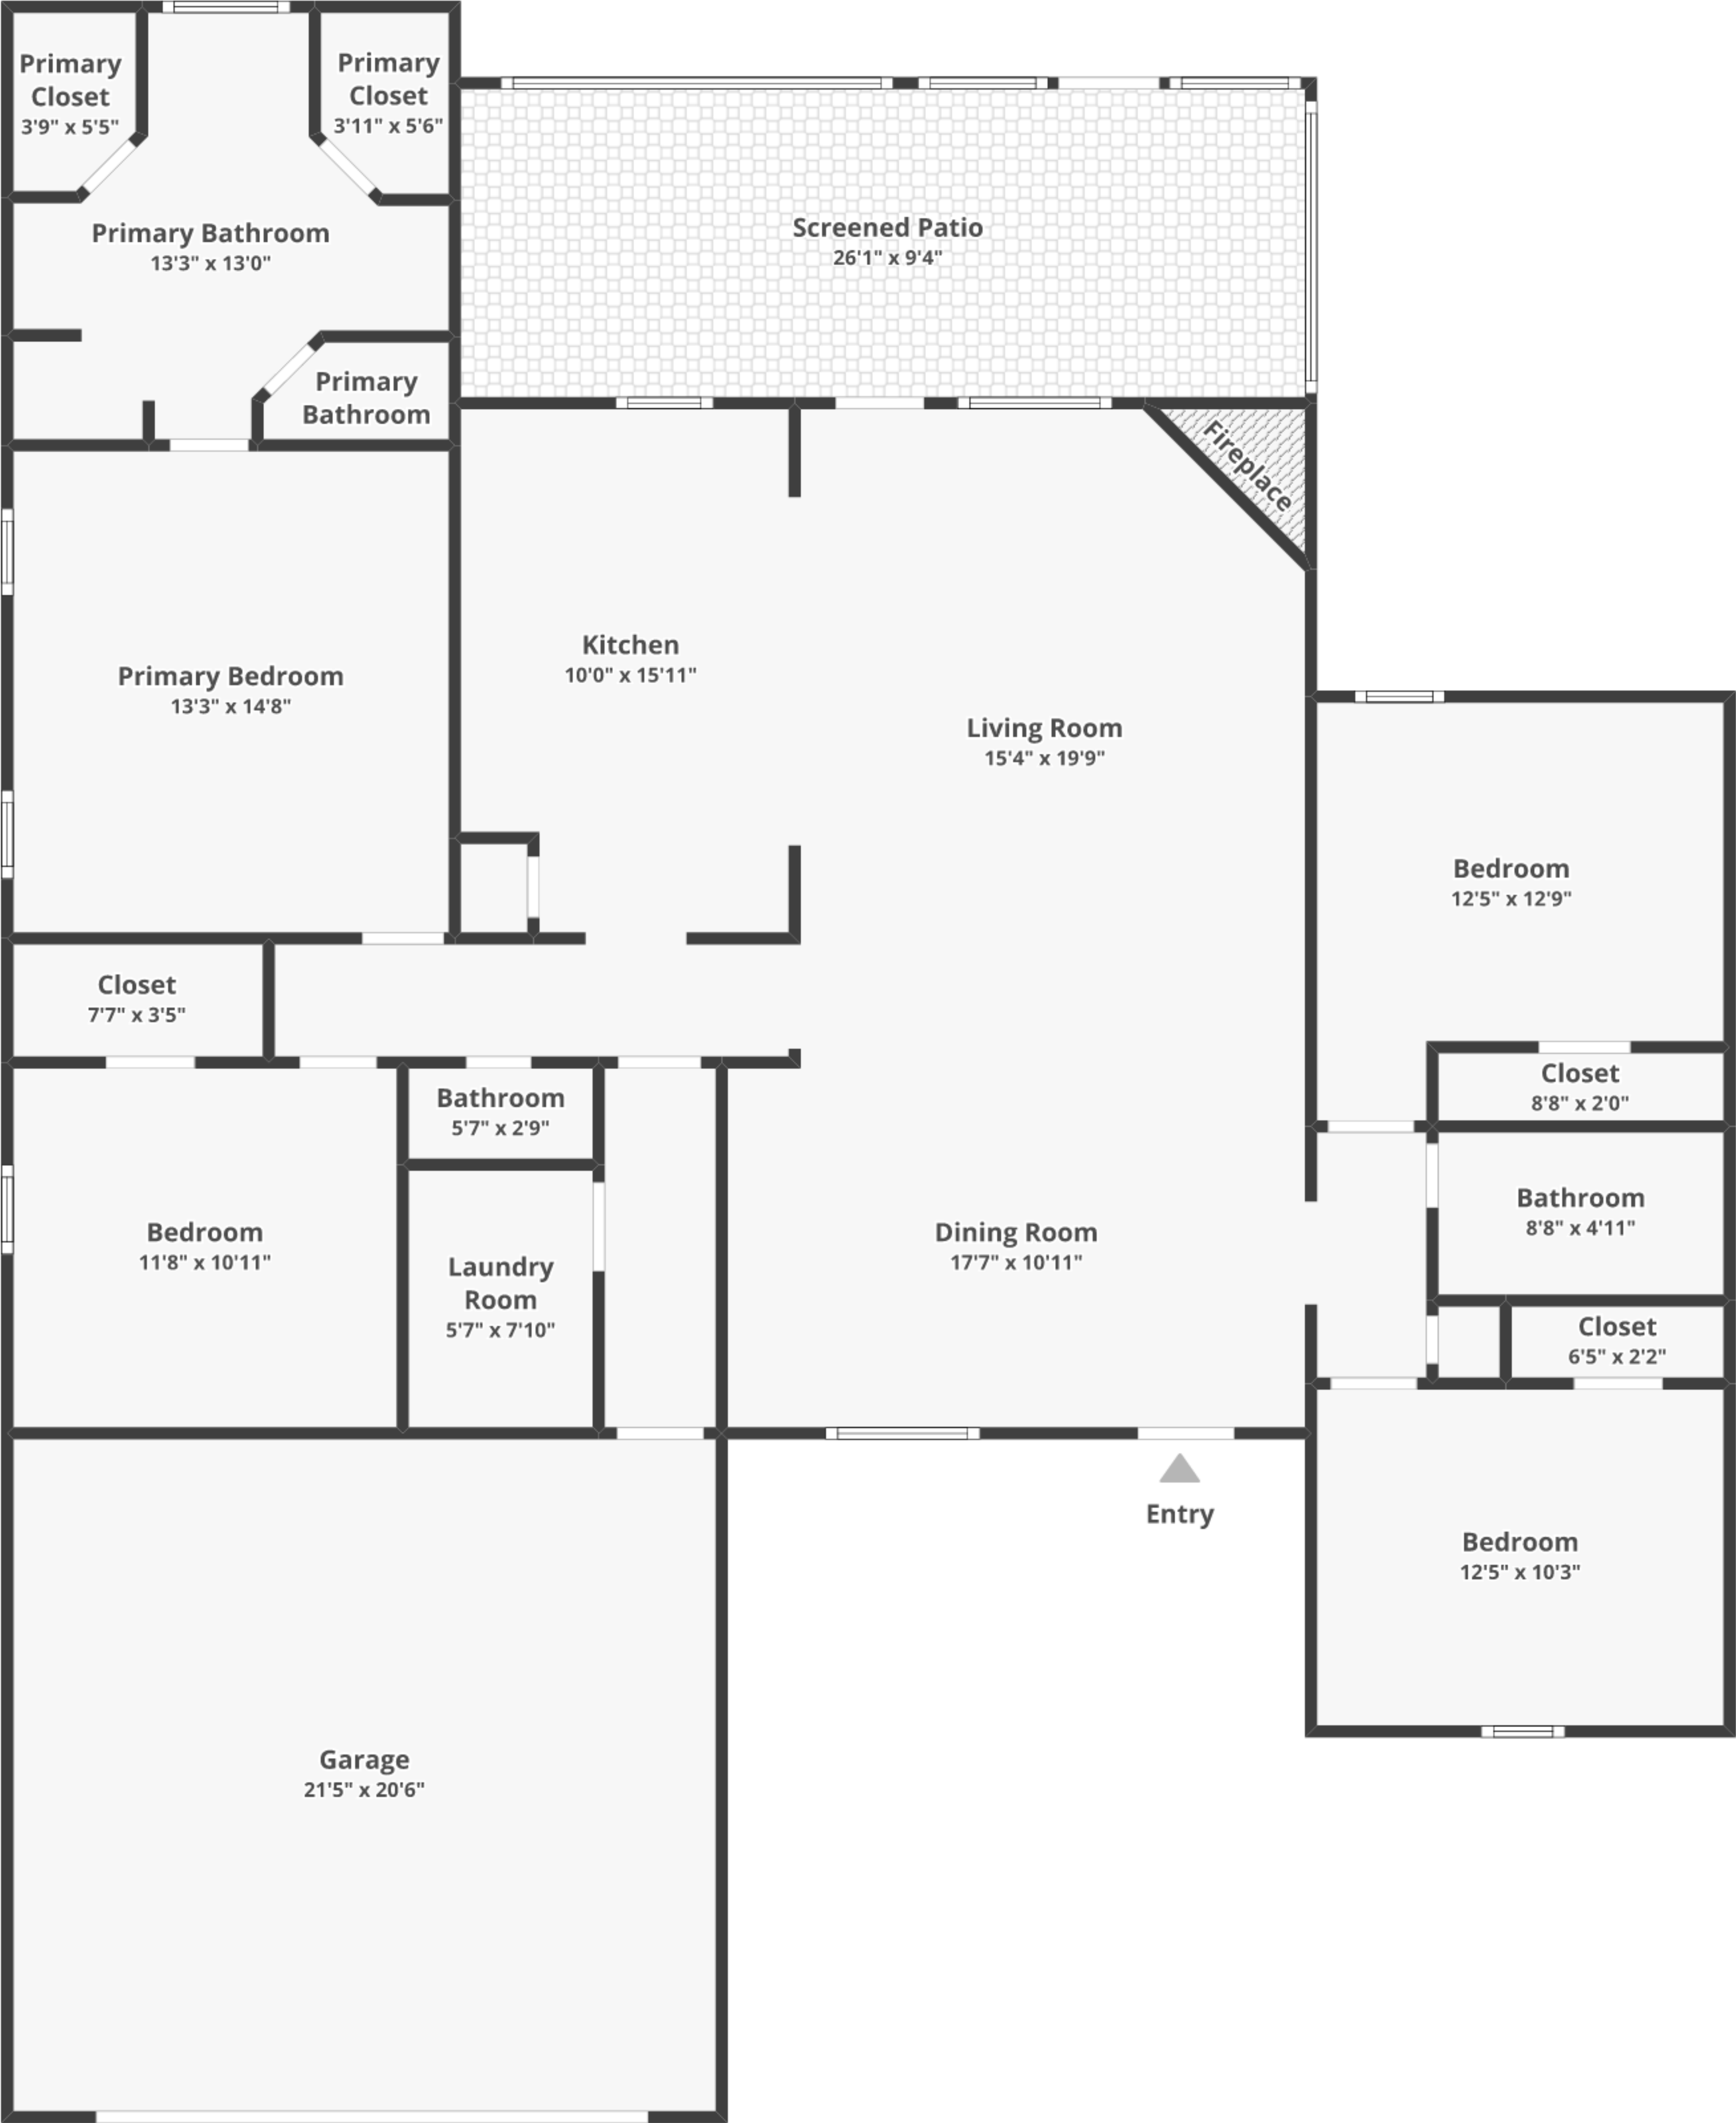 Primary
Closet
3'9" x 5'5"
Primary
Closet
3'11" x 5'6"
Primary Bathroom
13'3" x 13'0"
Screened Patio
26'1" x 9'4"
Primary
Bathroom
Fireplace
Kitchen
10'0" x 15'11"
Primary Bedroom
13'3" x 14'8"
Living Room
15'4" x 19'9"
Bedroom
12'5" x 12'9"
Closet
7'7" x 3'5"
Closet
8'8" x 2'0"
Bathroom
5'7" x 2'9"
Bathroom
8'8" x 4'11"
Bedroom
11'8" x 10'11"
Laundry
Room
5'7" x 7'10"
Dining Room
17'7" x 10'11"
Closet
6'5" x 2'2"
Entry
Bedroom
12'5" x 10'3"
Garage
21'5" x 20'6"